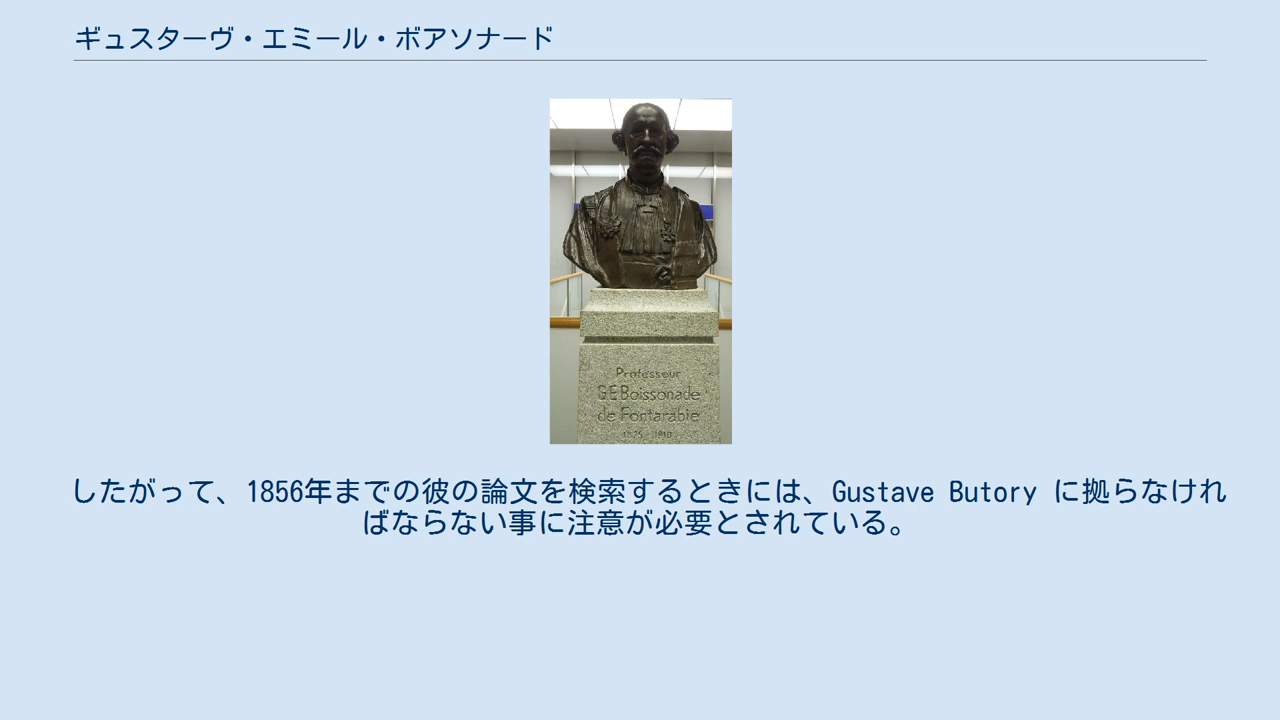 ギュスターヴ・エミール・ボアソナード
Professeur
G.E.Boissonade
de Fontarabie
1825 - 1910
したがって、1856年までの彼の論文を検索するときには、Gustave Butory に拠らなけれ
ばならない事に注意が必要とされている。